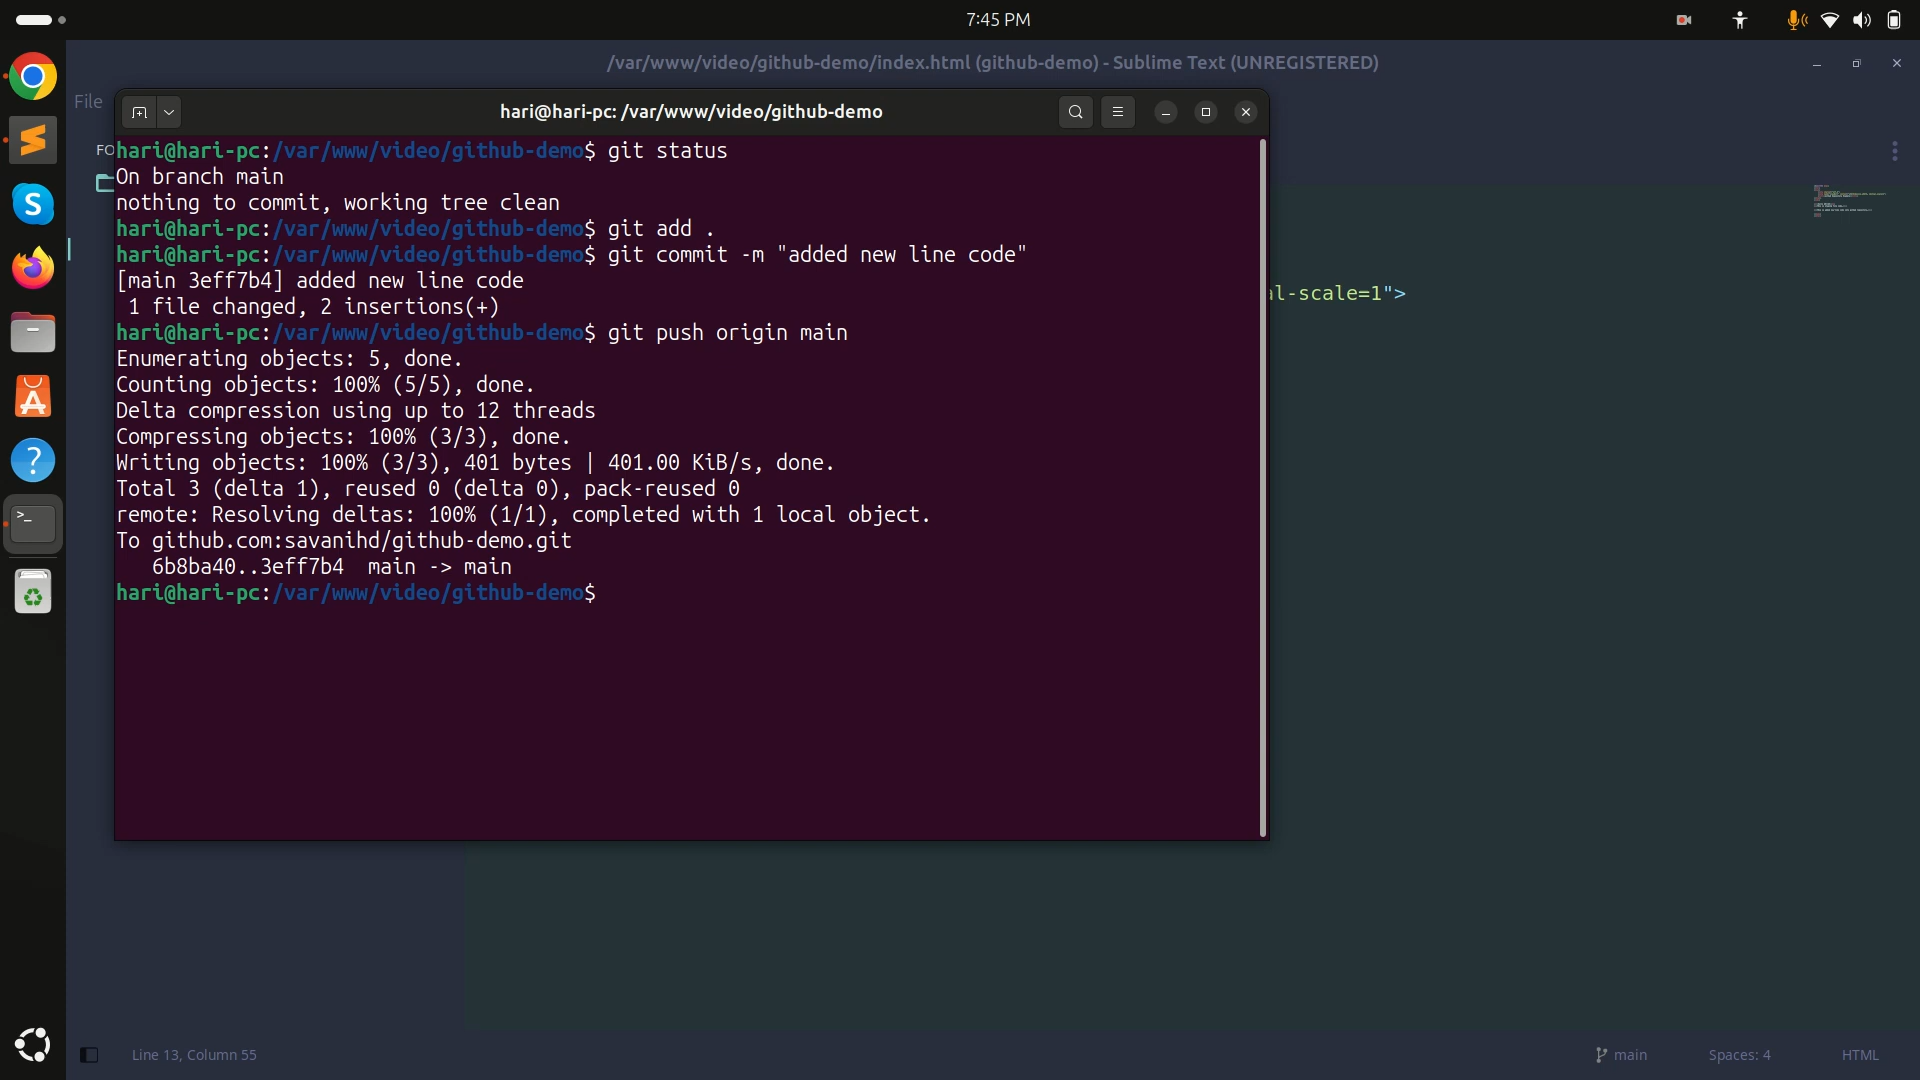 7:45 PM
/var/www/video/github-demo/index.html (github-demo) - Sublime Text (UNREGISTERED)
File
hari@hari-pc: /var/www/video/github-demo
FO
hari@hari-pc:/var/www/video/github-demo$ git status
On branch main
nothing to commit, working tree clean
hari@hari-pc:/var/www/video/github-demo$ git add .
hari@hari-pc:/var/www/video/github-demo$ git commit -m "added new line code"
[main 3eff7b4] added new line code
 1 file changed, 2 insertions(+)
al-scale=1">
hari@hari-pc:/var/www/video/github-demo$ git push origin main
Enumerating objects: 5, done.
Counting objects: 100% (5/5), done.
Delta compression using up to 12 threads
Compressing objects: 100% (3/3), done.
Writing objects: 100% (3/3), 401 bytes | 401.00 KiB/s, done.
Total 3 (delta 1), reused 0 (delta 0), pack-reused 0
remote: Resolving deltas: 100% (1/1), completed with 1 local object.
To github.com:savanihd/github-demo.git
   6b8ba40..3eff7b4  main -> main
hari@hari-pc:/var/www/video/github-demo$
Line 13, Column 55
main
Spaces: 4
HTML